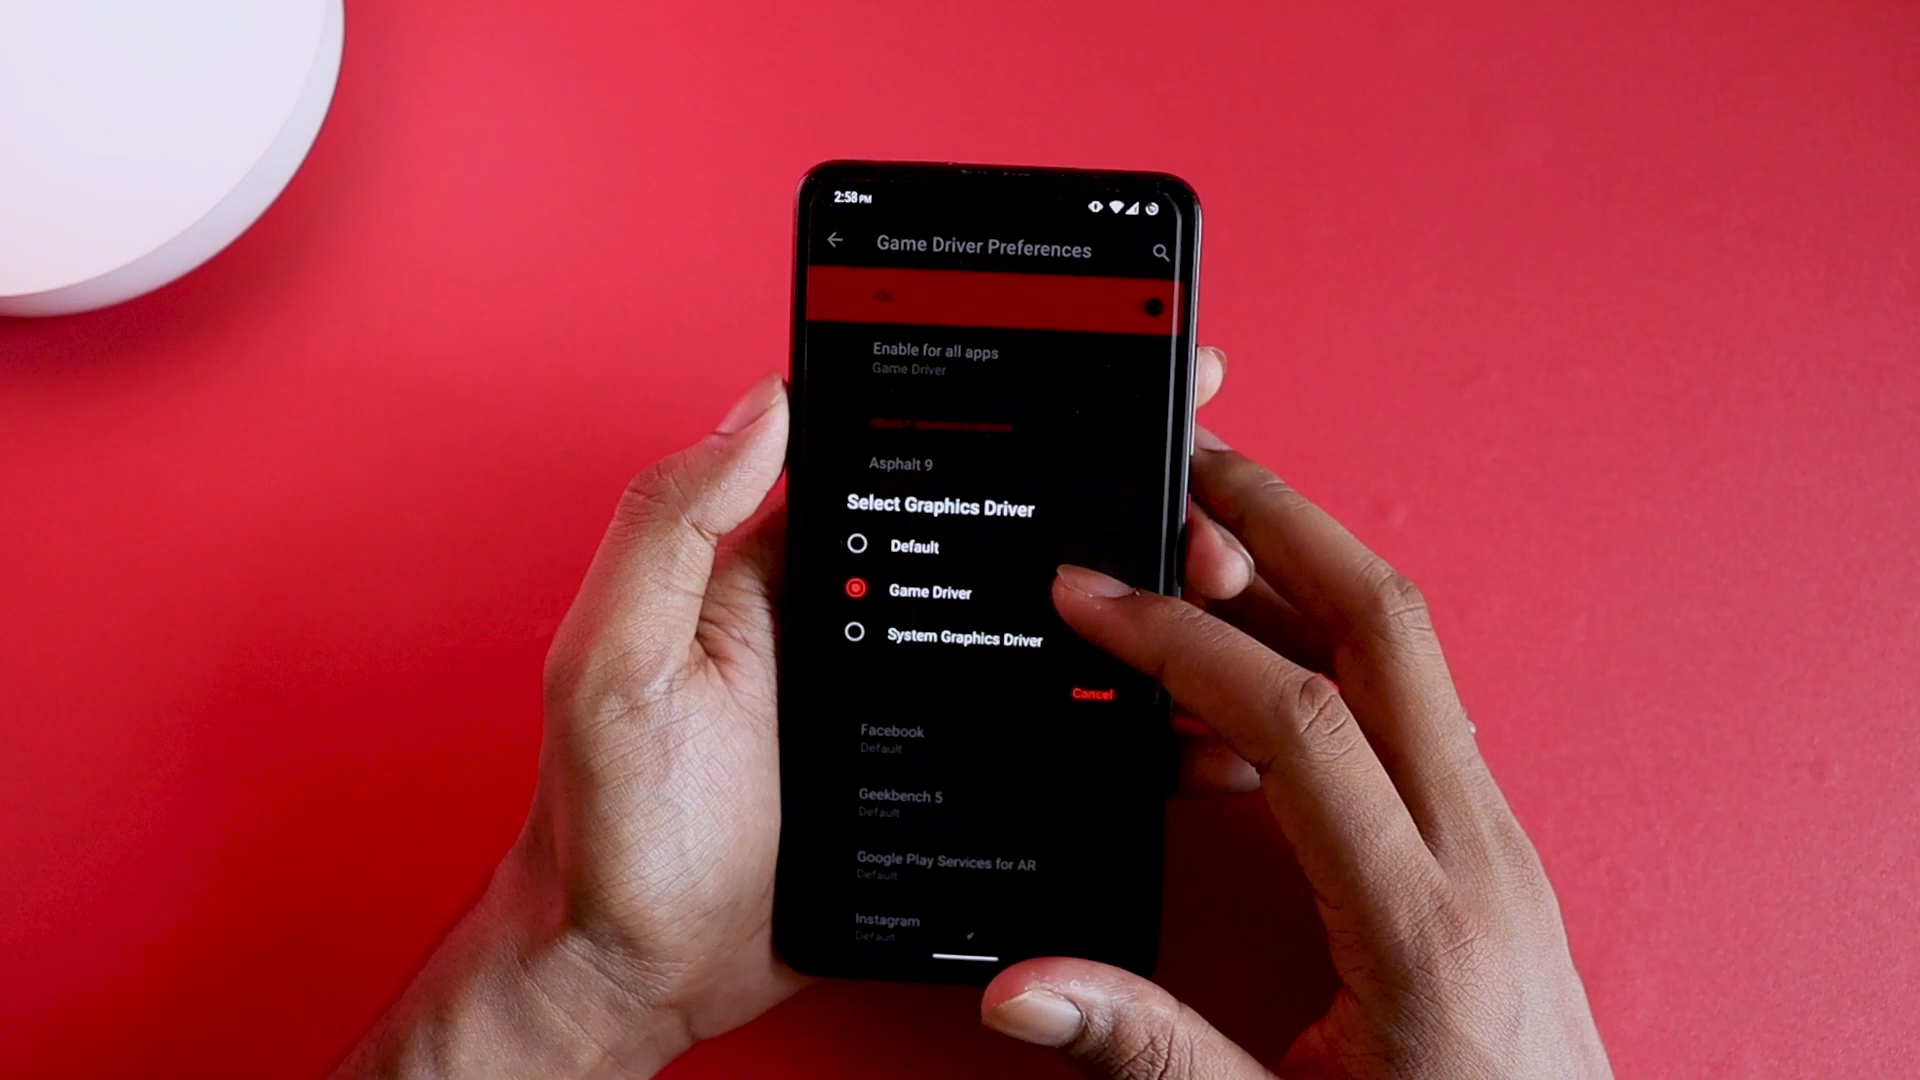 2:58 PM
Game Driver Preferences
On
Enable for all apps
Game Driver
Asphalt 9
Select Graphics Driver
Default
Game Driver
System Graphics Driver
Cancel
Facebook
Default
Geekbench 5
Default
Google Play Services for AR
Default
Instagram
Default